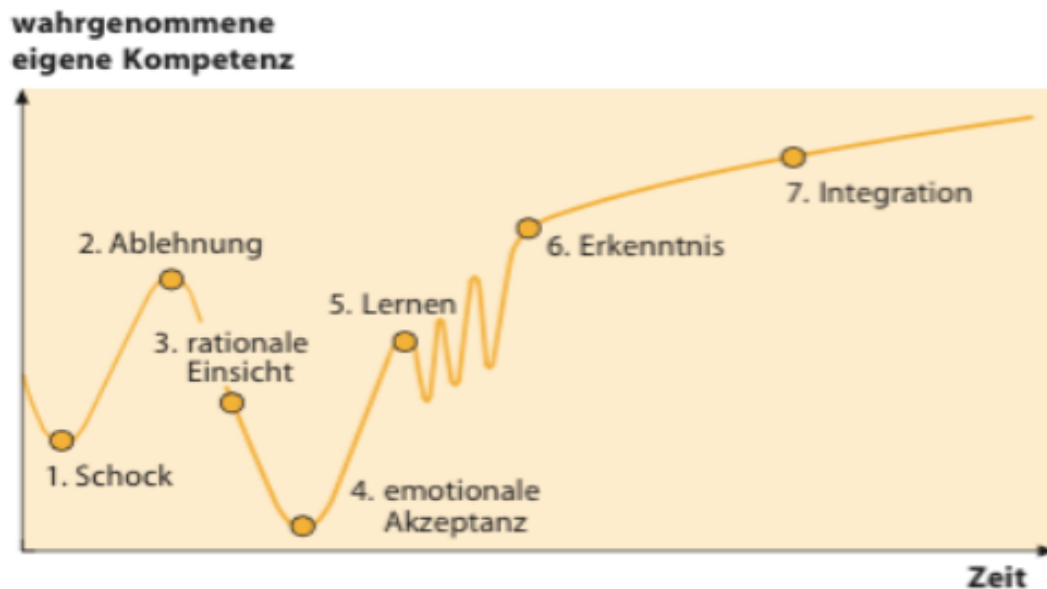 wahrgenommene
eigene Kompetenz
2. Ablehnung
7. Integration
6. Erkenntnis
5. Lernen
3. rationale
Einsicht
1. Schock
4. emotionale
Akzeptanz
Zeit